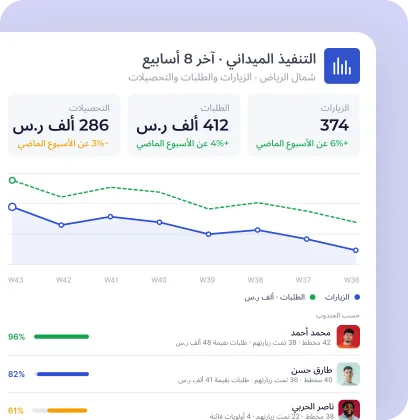 التنفيذ الميداني · آخر 8 أسابيع
شمال الرياض · الزيارات والطلبات والتحصيلات
الزيارات
374
+6% عن الأسبوع الماضي
الطلبات
412 ألف ر.س
+4% عن الأسبوع الماضي
التحصيلات
286 ألف ر.س
−3% عن الأسبوع الماضي
W36 W37 W38 W39 W40 W41 W42 W43
الزيارات الطلبات · ألف ر.س
حسب المندوب
محمد أحمد
42 مخطط · 38 تمت زيارتهم · طلبات بقيمة 48 ألف ر.س
96%
طارق حسن
40 مخطط · 36 تمت زيارتهم · طلبات بقيمة 41 ألف ر.س
82%
ناصر الحربي
38 مخطط · 22 تمت زيارتهم · 4 أولويات فائتة
61%